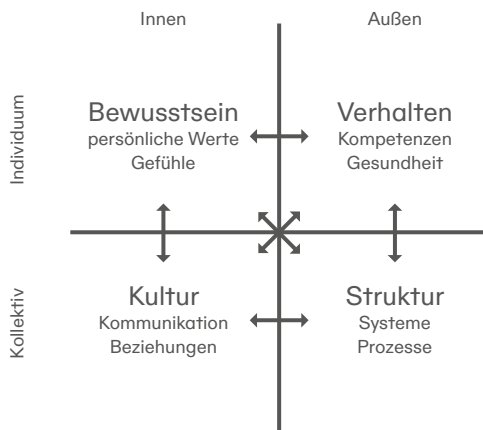 Innen
Außen
Individuum
Bewusstsein
persönliche Werte
Gefühle
Verhalten
Kompetenzen
Gesundheit
Kollektiv
Kultur
Kommunikation
Beziehungen
Struktur
Systeme
Prozesse